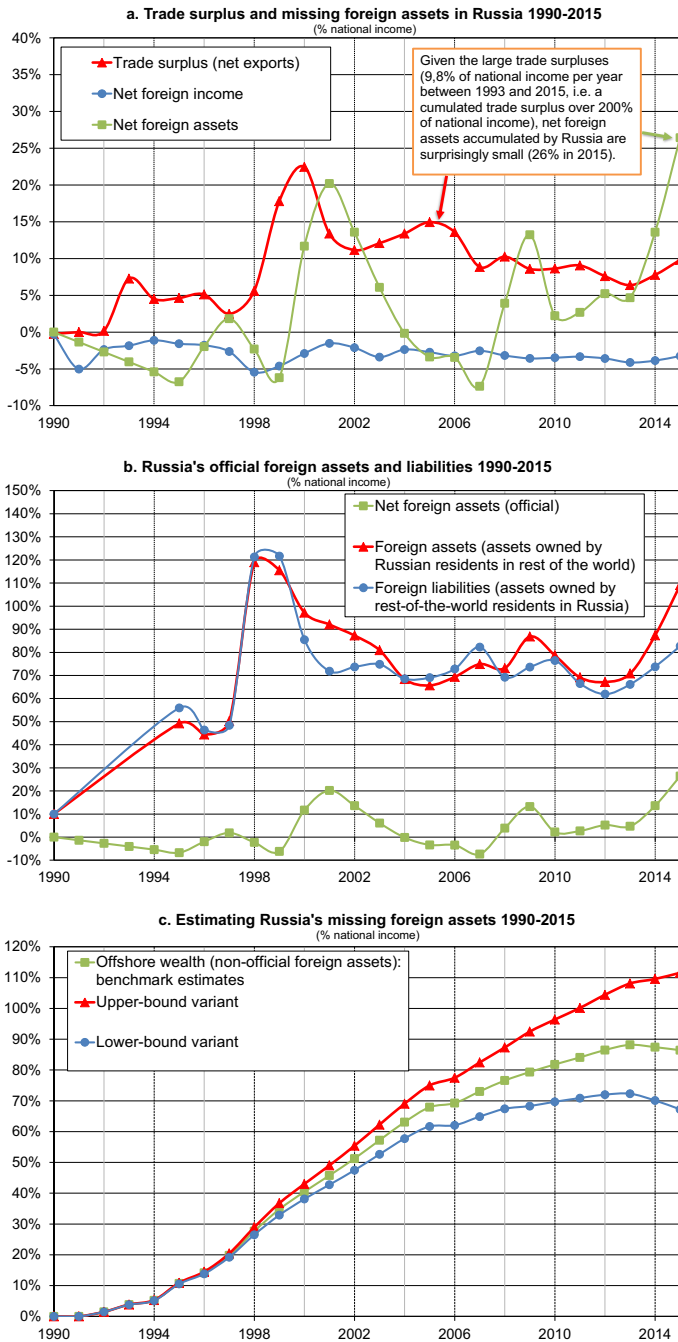 a. Trade surplus and missing foreign assets in Russia 1990-2015
(% national income)
40%
35%
30%
25%
20%
15%
10%
5%
0%
-5%
-10%
Trade surplus (net exports)
Net foreign income
Net foreign assets
Given the large trade surpluses
(9,8% of national income per year
between 1993 and 2015, i.e. a
cumulated trade surplus over 200%
of national income), net foreign
assets accumulated by Russia are
surprisingly small (26% in 2015).
1990 1994 1998 2002 2006 2010 2014
b. Russia's official foreign assets and liabilities 1990-2015
(% national income)
150%
140%
130%
120%
110%
100%
90%
80%
70%
60%
50%
40%
30%
20%
10%
0%
-10%
Net foreign assets (official)
Foreign assets (assets owned by
Russian residents in rest of the world)
Foreign liabilities (assets owned by
rest-of-the-world residents in Russia)
1990 1994 1998 2002 2006 2010 2014
c. Estimating Russia's missing foreign assets 1990-2015
(% national income)
120%
110%
100%
90%
80%
70%
60%
50%
40%
30%
20%
10%
0%
Offshore wealth (non-official foreign assets):
benchmark estimates
Upper-bound variant
Lower-bound variant
1990 1994 1998 2002 2006 2010 2014